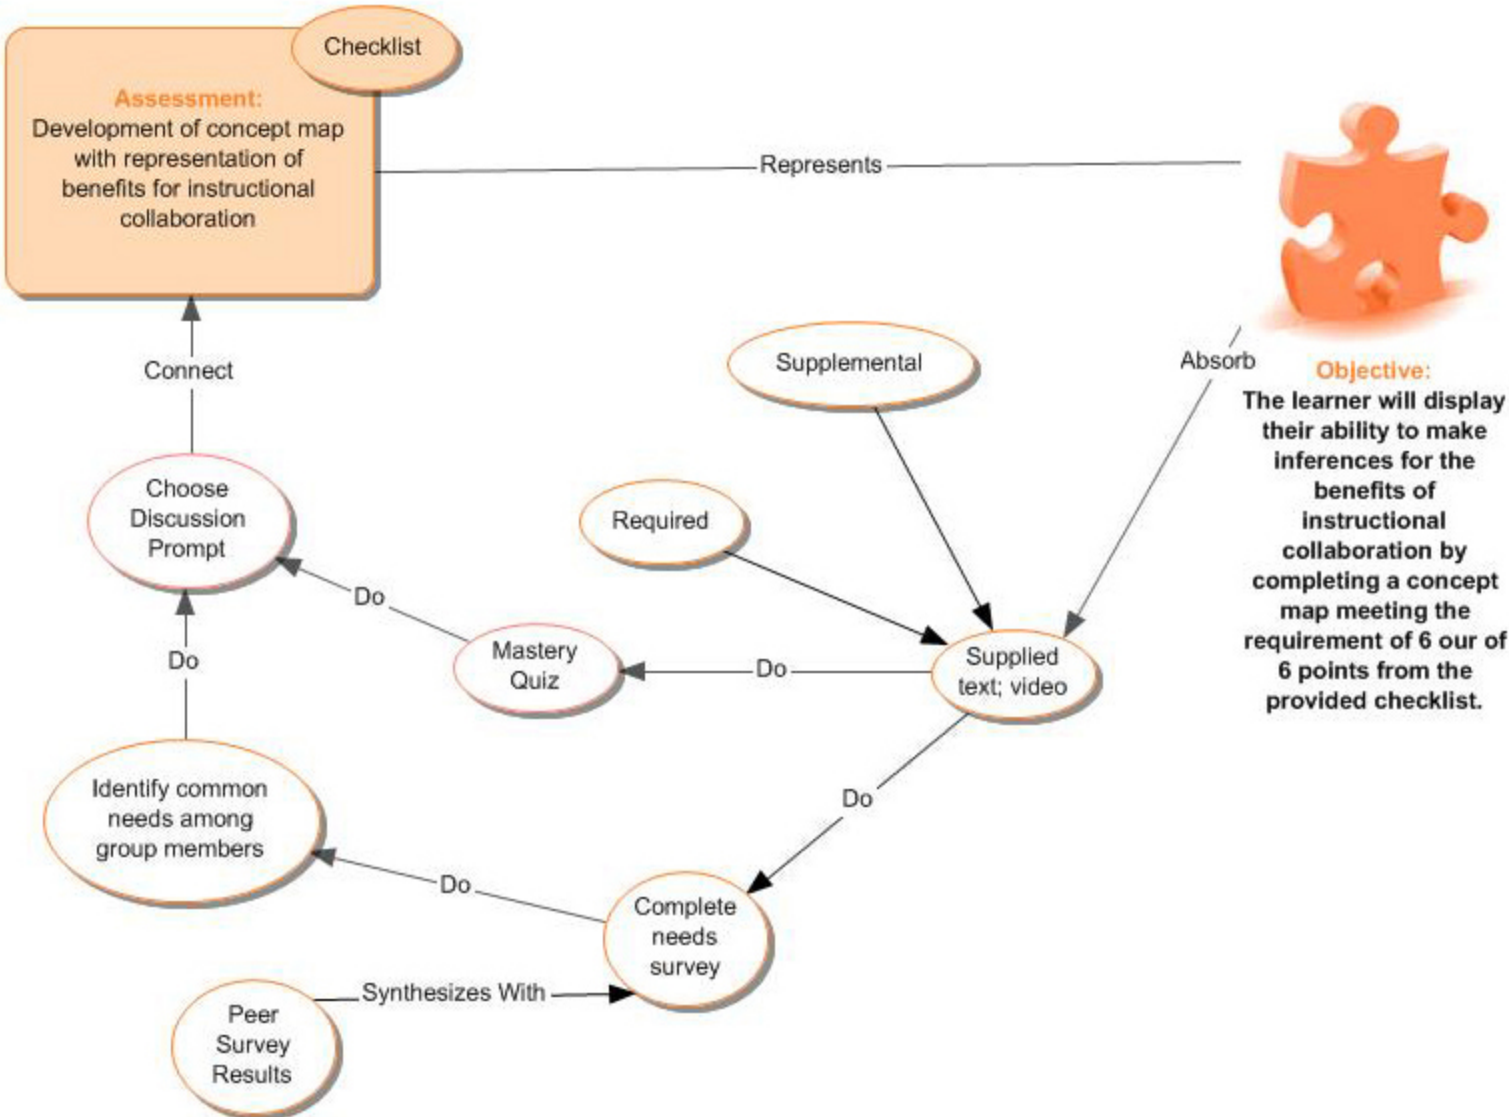 Checklist
Assessment:
Development of concept map
with representation of
benefits for instructional
collaboration
Represents
Connect
Supplemental
Absorb
Objective:
The learner will display
their ability to make
inferences for the
benefits of
instructional
collaboration by
completing a concept
map meeting the
requirement of 6 our of
6 points from the
provided checklist.
Choose
Discussion
Prompt
Required
Do
Do
Mastery
Quiz
Do
Supplied
text; video
Identify common
needs among
group members
Do
Do
Complete
needs
survey
Synthesizes With
Peer
Survey
Results